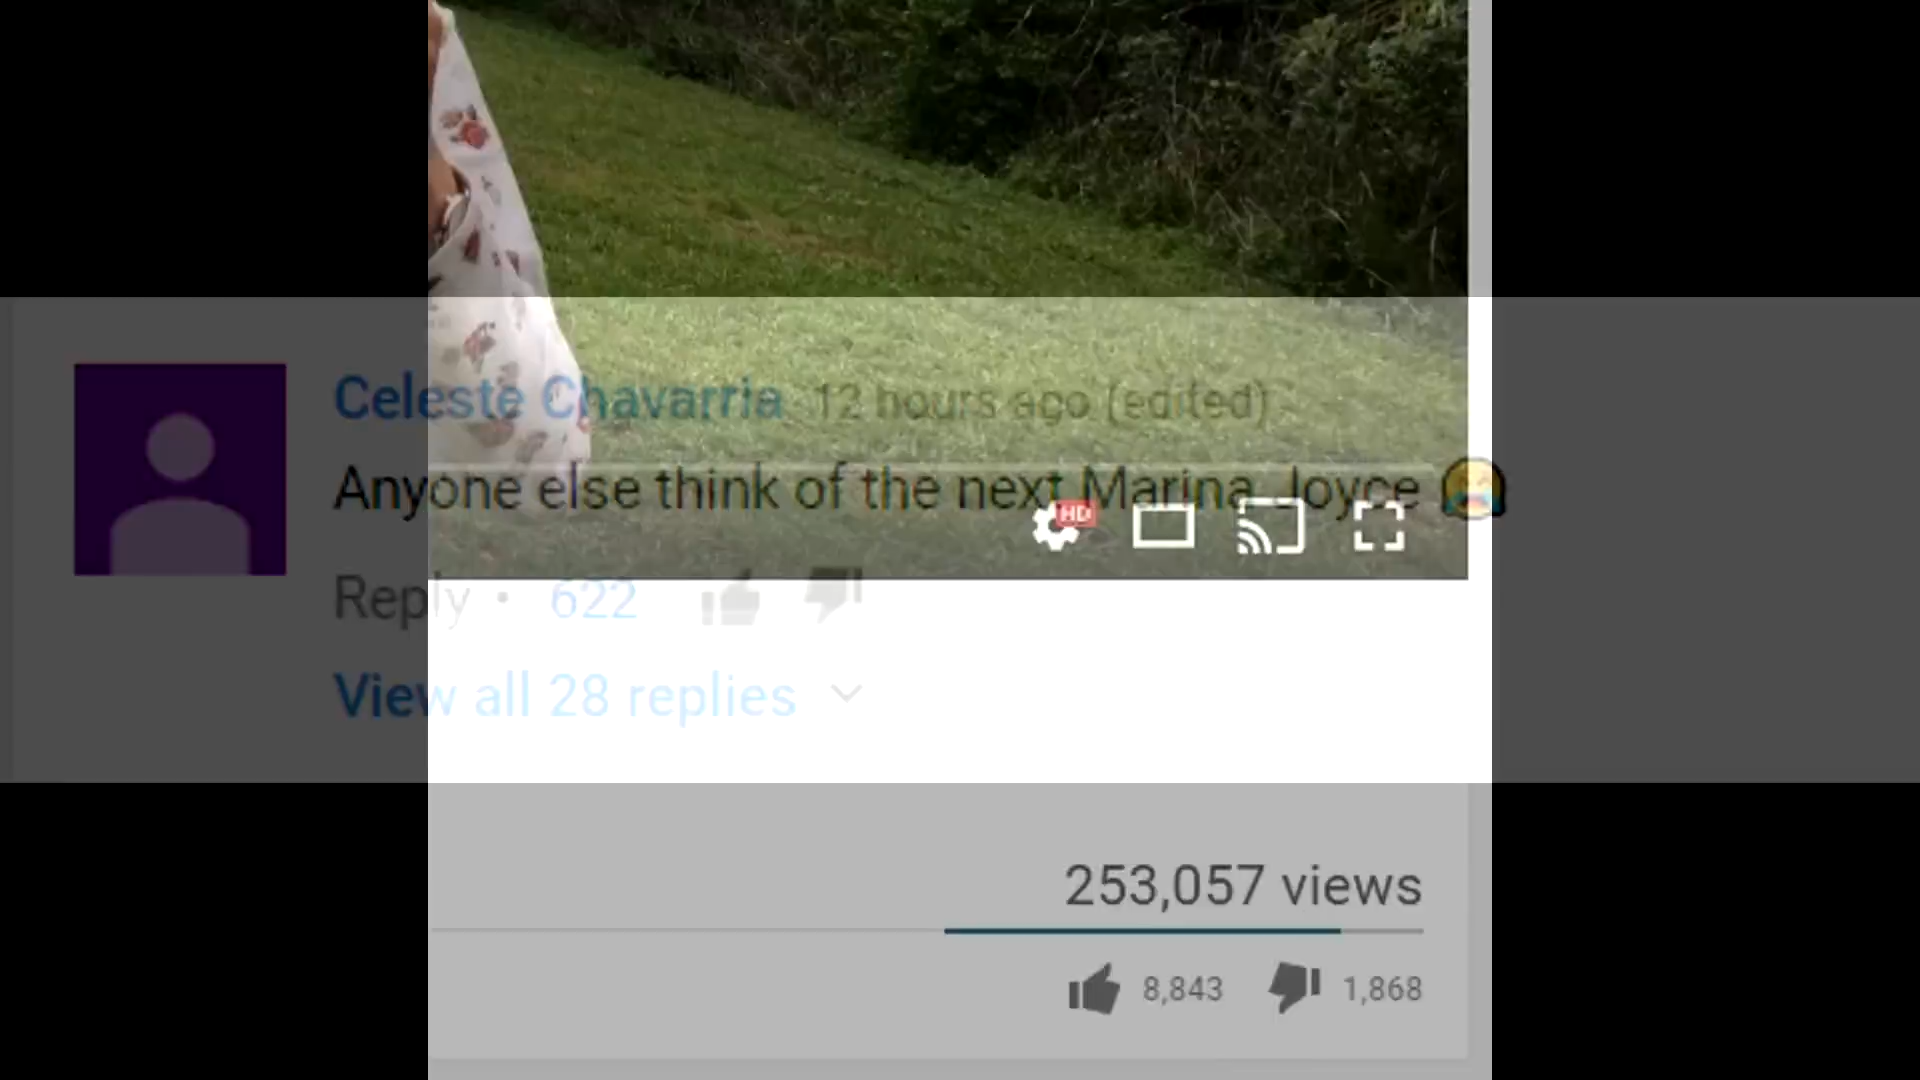 Celeste Chavarria 12 hours ago (edited)
Anyone else think of the next Marina Joyce 😭
HD
Reply • 622
View all 28 replies
253,057 views
8,843 1,868